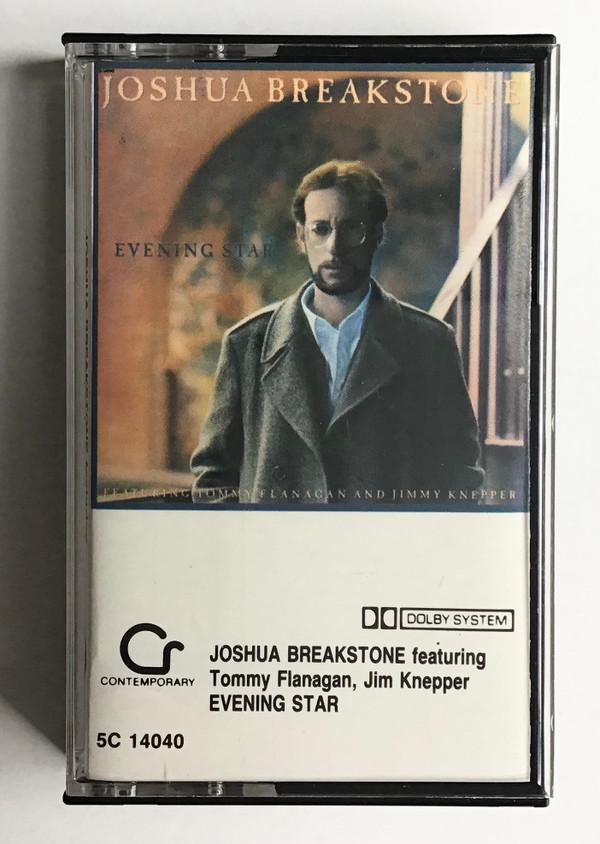 JOSHUA BREAKSTONE
EVENING STAR
FEATURING TOMMY FLANAGAN AND JIMMY KNEPPER
DOLBY SYSTEM
Cr
CONTEMPORARY
JOSHUA BREAKSTONE featuring
Tommy Flanagan, Jim Knepper
EVENING STAR
5C 14040